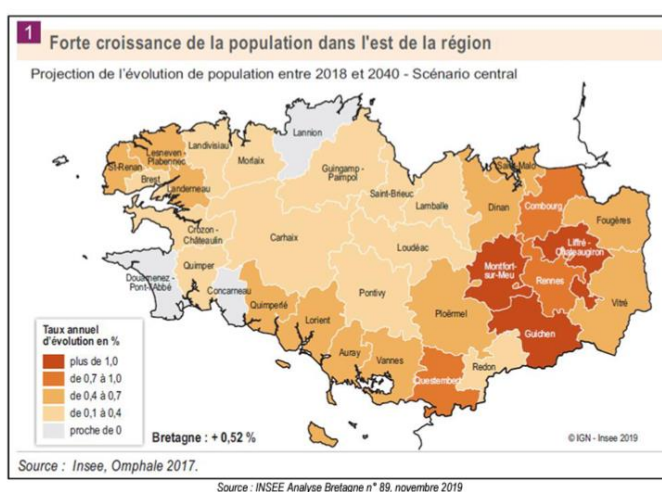 1 Forte croissance de la population dans l'est de la région
Projection de l'évolution de population entre 2018 et 2040 - Scénario central
Lannion
Lesneven -
Plabennec
Landivisiau
Morlaix
St-Renan
Brest
Landerneau
Guingamp -
Paimpol
Saint-Brieuc
Lamballe
Saint-Malo
Dinan
Combourg
Fougères
Crozon -
Châteaulin
Carhaix
Loudéac
Montfort-
sur-Meu
Liffré -
Chateaugiron
Rennes
Vitré
Douarnenez -
Pont-l'Abbé
Quimper
Concarneau
Quimperlé
Lorient
Pontivy
Ploërmel
Guichen
Auray
Vannes
Questembert
Redon
Taux annuel
d'évolution en %
plus de 1,0
de 0,7 à 1,0
de 0,4 à 0,7
de 0,1 à 0,4
proche de 0
Bretagne : + 0,52 %
© IGN - Insee 2019
Source : Insee, Omphale 2017.
Source : INSEE Analyse Bretagne n° 89, novembre 2019